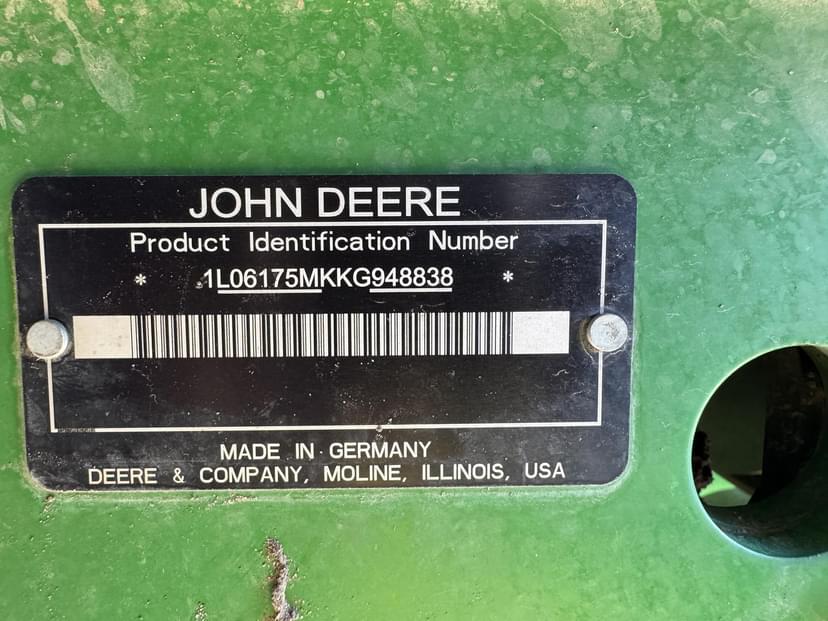 JOHN DEERE
Product Identification Number
* 1L06175MKKG948838 *
MADE IN GERMANY
DEERE & COMPANY, MOLINE, ILLINOIS, USA